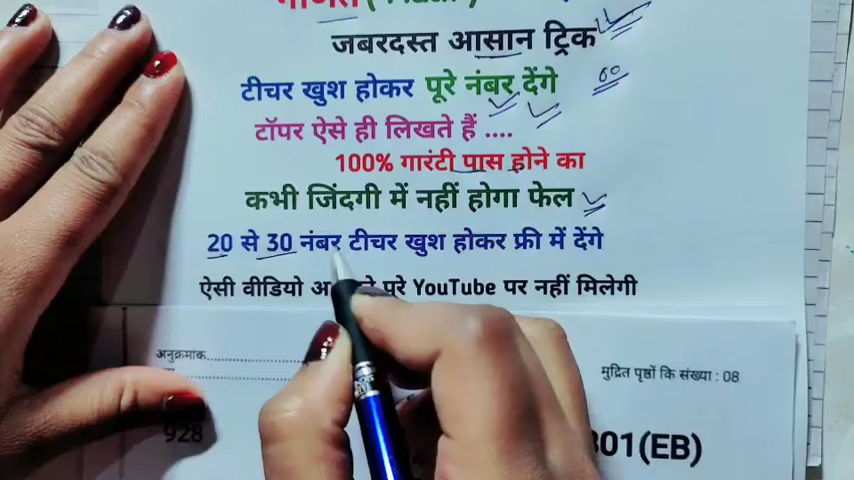 जबरदस्त आसान ट्रिक
टीचर खुश होकर पूरे नंबर देंगे
टॉपर ऐसे ही लिखते हैं ....
100% गारंटी पास होने का
कभी जिंदगी में नहीं होगा फेल
20 से 30 नंबर टीचर खुश होकर फ्री में देंगे
ऐसी वीडियो पूरे YouTube पर नहीं मिलेगी
अनुक्रमांक..............................
मुद्रित पृष्ठों कि संख्या : 08
928
801(EB)